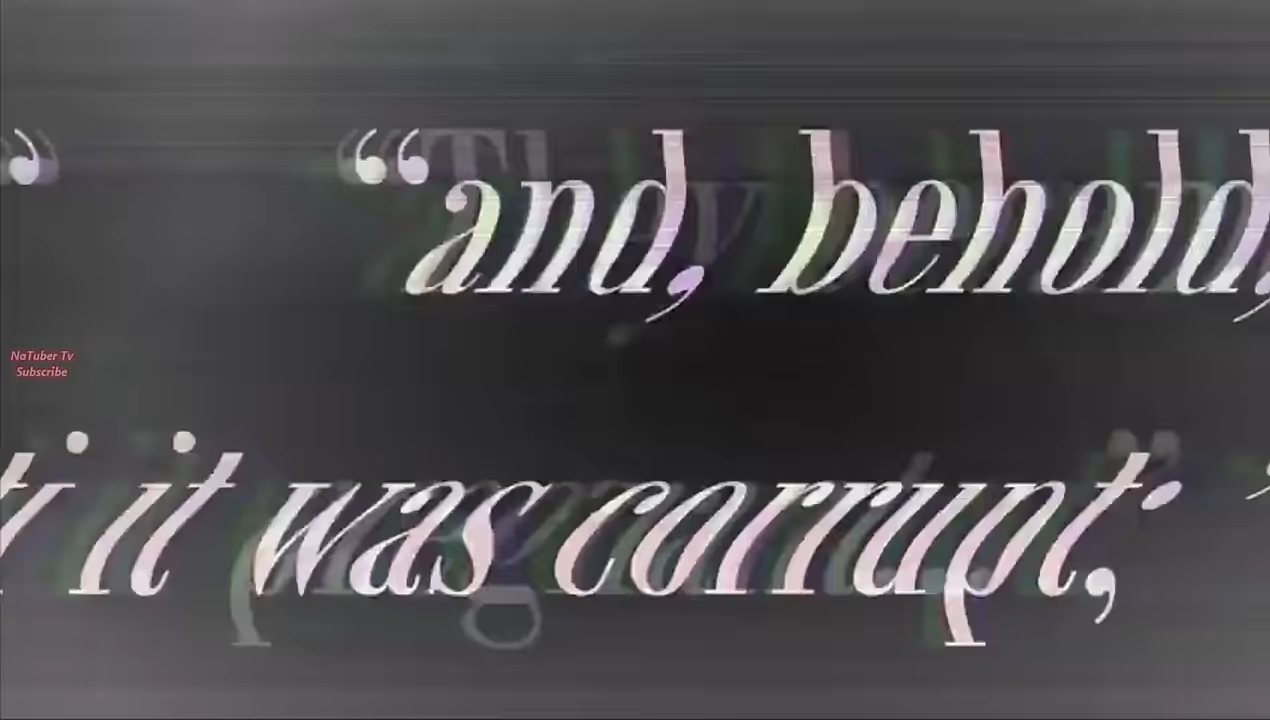 ” “and, behold,
NaTuber Tv
Subscribe
it was corrupt,